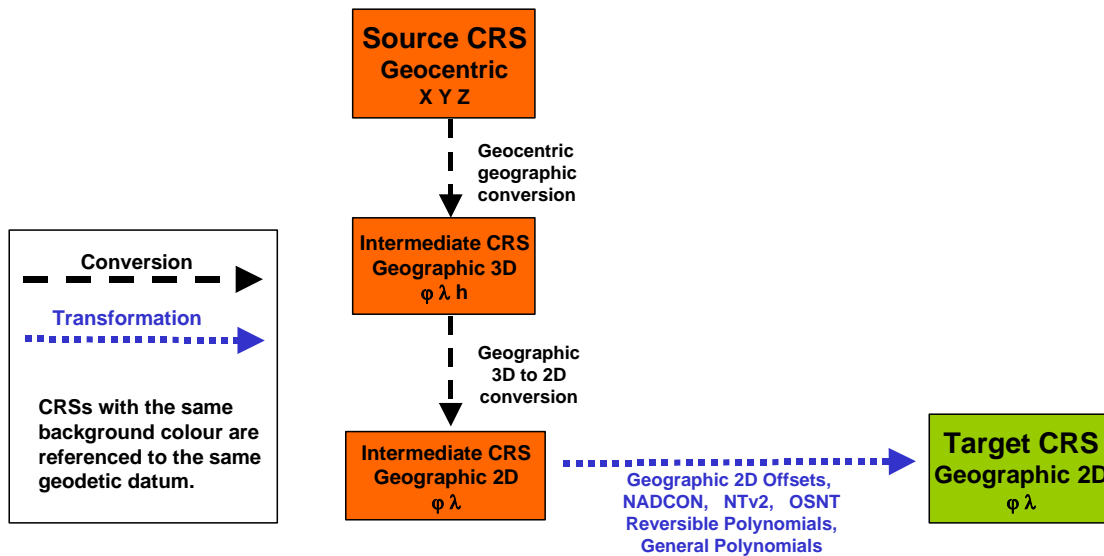 Source CRS
Geocentric
X Y Z
Geocentric
geographic
conversion
Intermediate CRS
Geographic 3D
φ λ h
Conversion
Transformation
CRSs with the same
background colour are
referenced to the same
geodetic datum.
Geographic
3D to 2D
conversion
Intermediate CRS
Geographic 2D
φ λ
Geographic 2D Offsets,
NADCON, NTv2, OSNT
Reversible Polynomials,
General Polynomials
Target CRS
Geographic 2D
φ λ